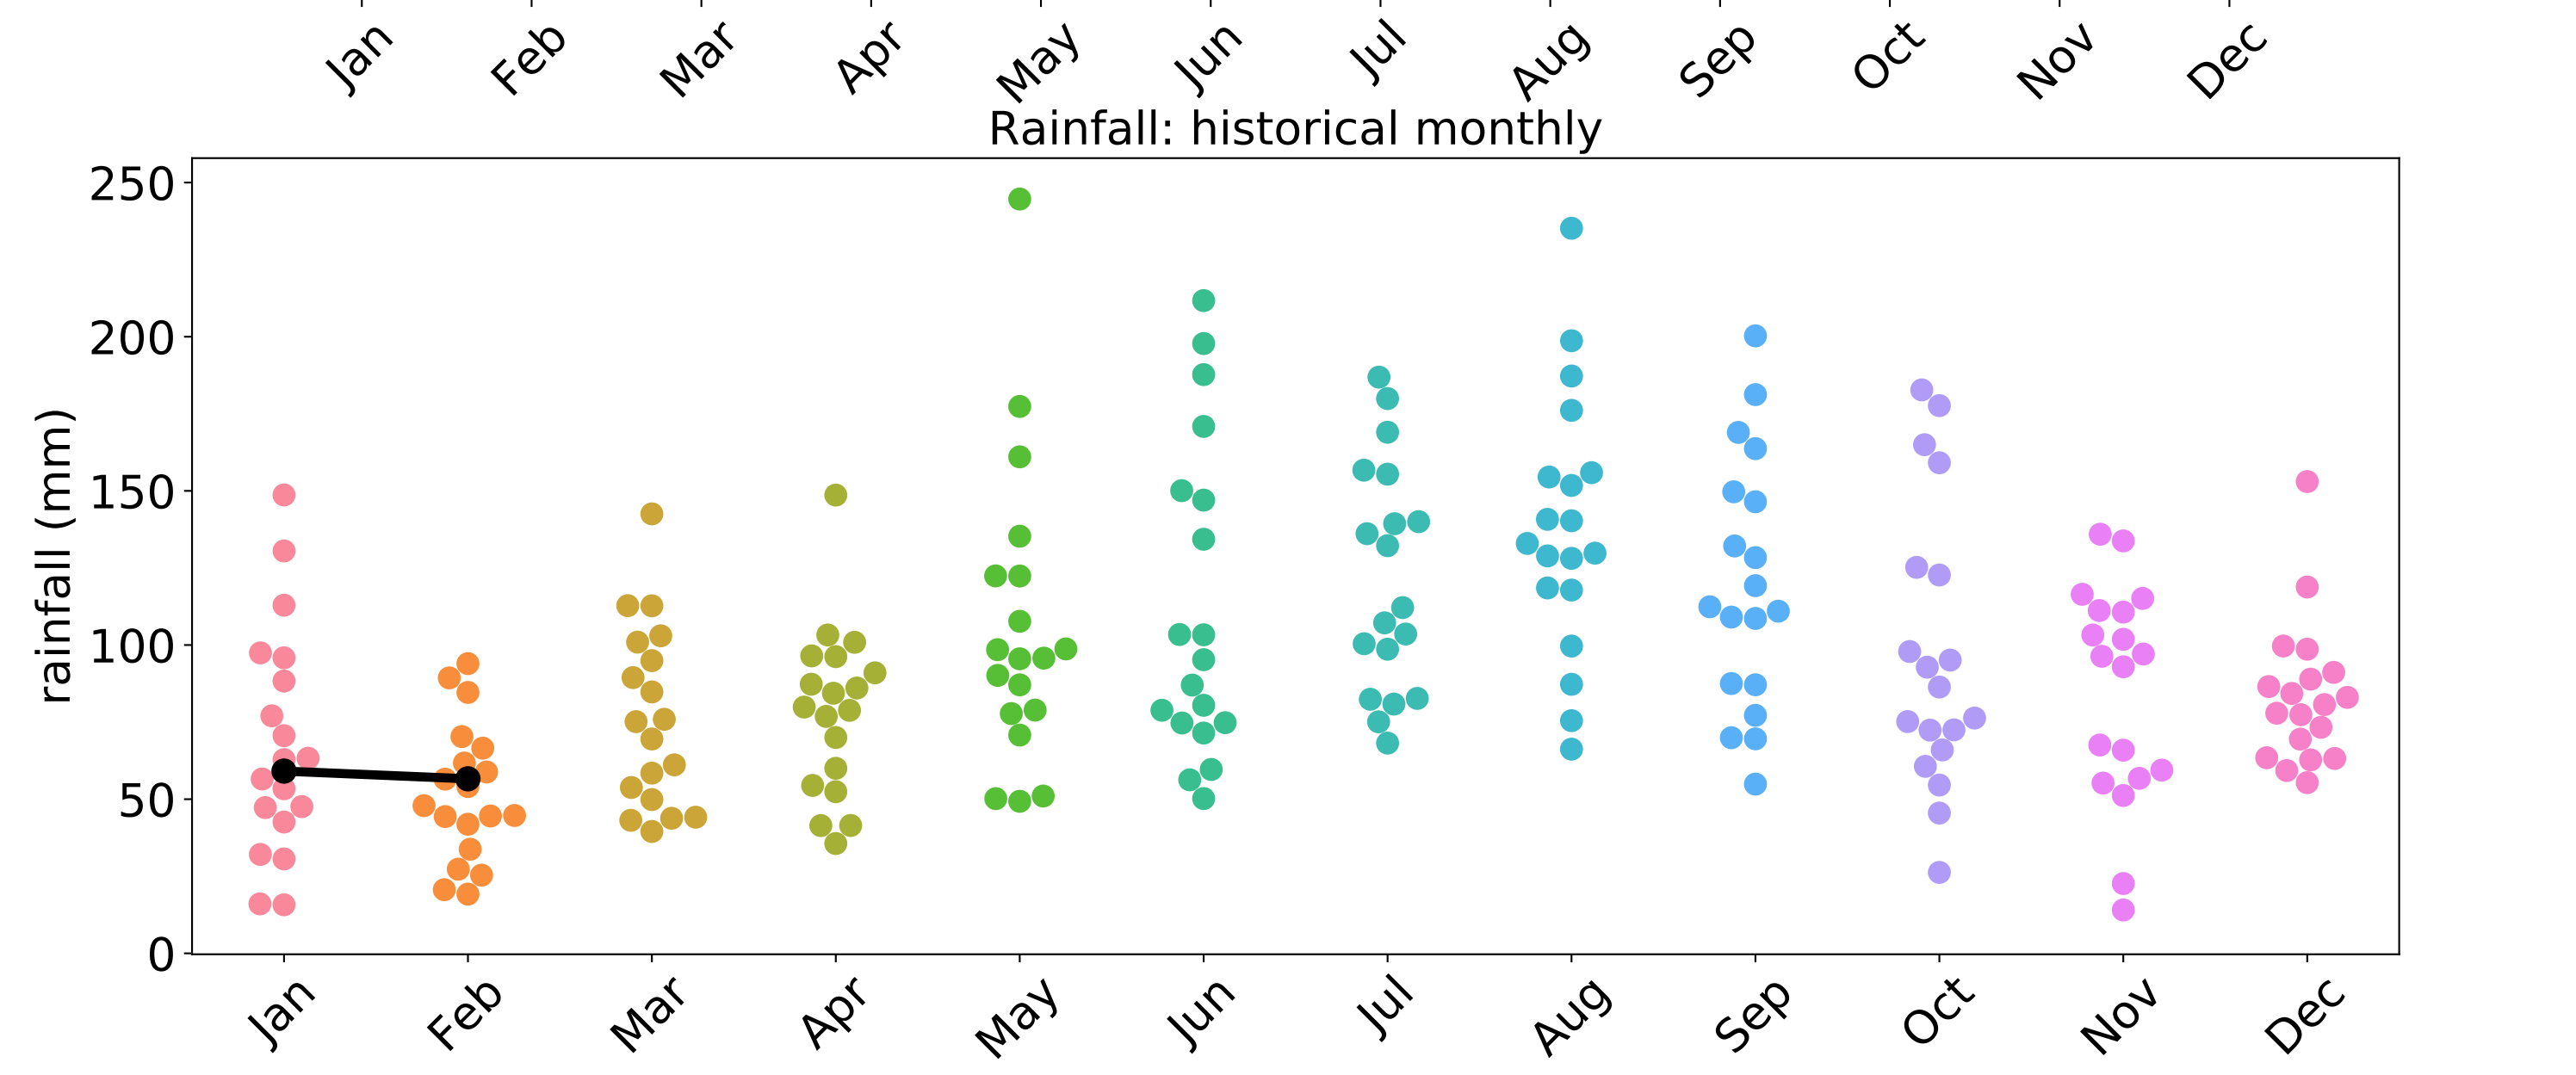 Jan Feb Mar Apr May Jun Jul Aug Sep Oct Nov Dec
Rainfall: historical monthly
rainfall (mm)
250
200
150
100
50
0
Jan Feb Mar Apr May Jun Jul Aug Sep Oct Nov Dec